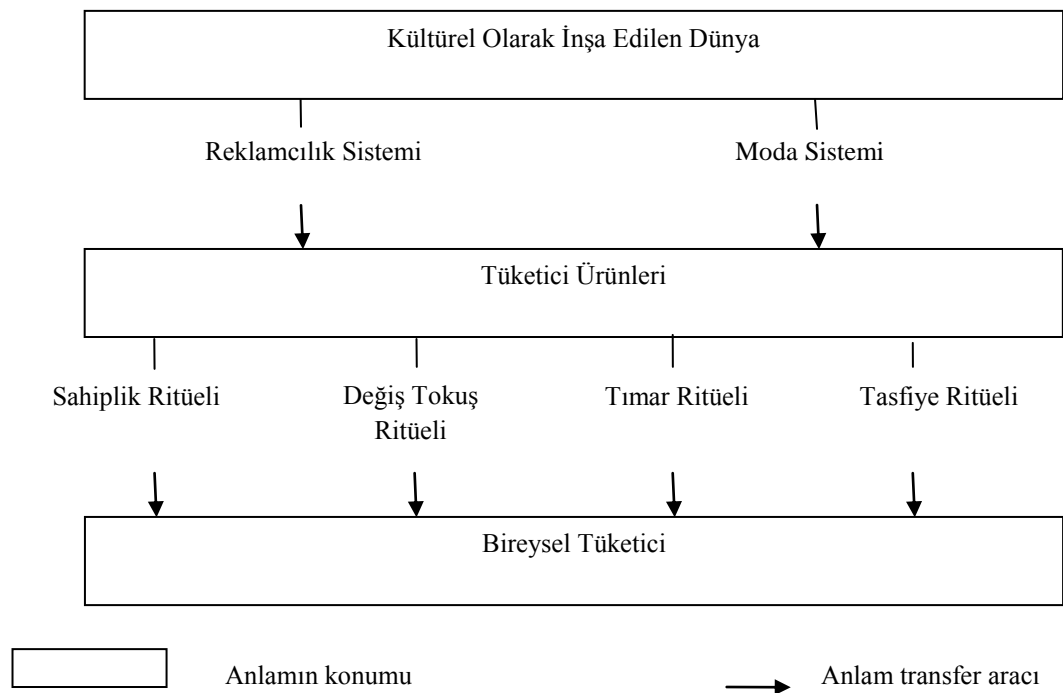 Kültürel Olarak İnşa Edilen Dünya
Reklamcılık Sistemi
Moda Sistemi
Tüketici Ürünleri
Sahiplik Ritüeli
Değiş Tokuş
Ritüeli
Tımar Ritüeli
Tasfiye Ritüeli
Bireysel Tüketici
Anlamın konumu
Anlam transfer aracı